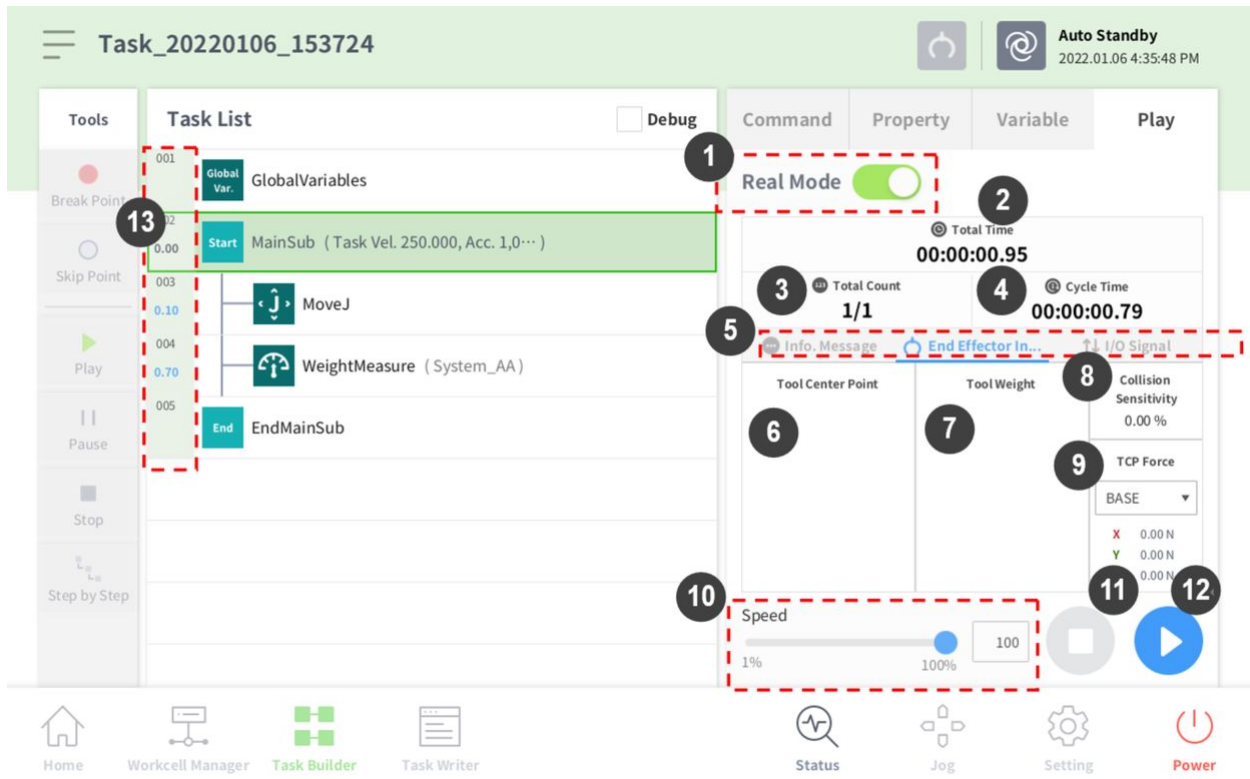 Task_20220106_153724
Auto Standby
2022.01.06 4:35:48 PM
Tools
Break Point
Skip Point
Play
Pause
Stop
Step by Step
Task List
Debug
001
Global
Var.
GlobalVariables
13
0.00
Start
MainSub (Task Vel. 250.000, Acc. 1,0··· )
003
0.10
MoveJ
004
0.70
WeightMeasure (System_AA)
005
End
EndMainSub
Command
Property
Variable
Play
1
Real Mode
2
Total Time
00:00:00.95
3
123
Total Count
1/1
4
Cycle Time
00:00:00.79
5
Info. Message
End Effector In...
I/O Signal
Tool Center Point
6
Tool Weight
7
8
Collision
Sensitivity
0.00 %
9
TCP Force
BASE
X 0.00 N
Y 0.00 N
0.00 N
10
Speed
1%
100%
100
11
12
Home
Workcell Manager
Task Builder
Task Writer
Status
Jog
Setting
Power